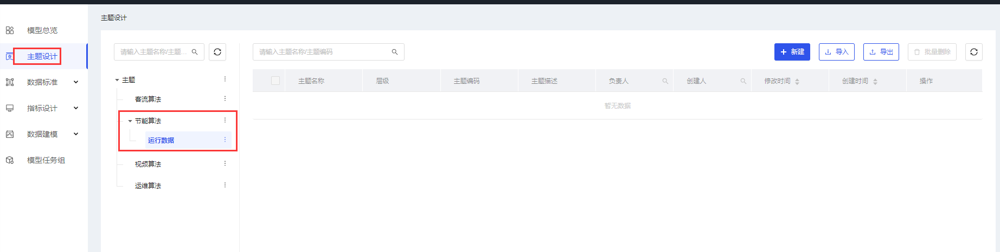 主题设计
模型总览
主题设计
数据标准
指标设计
数据建模
模型任务组
请输入主题名称/主题...
主题
客流算法
节能算法
运行数据
视频算法
运维算法
请输入主题名称/主题编码
新建
导入
导出
批量删除
主题名称
层级
主题编码
主题描述
负责人
创建人
修改时间
创建时间
操作
暂无数据